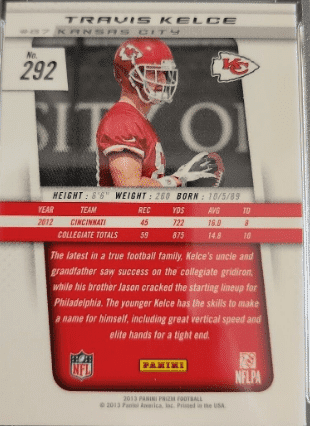 TRAVIS KELCE
#87 KANSAS CITY
No.
292
KC
HEIGHT: 6'6" WEIGHT: 260 BORN: 10/5/89
YEAR TEAM REC YDS AVG TD
2012 CINCINNATI 45 722 16.0 8
COLLEGIATE TOTALS 59 875 14.8 10
The latest in a true football family, Kelce's uncle and
grandfather saw success on the collegiate gridiron,
while his brother Jason cracked the starting lineup for
Philadelphia. The younger Kelce has the skills to make
a name for himself, including great vertical speed and
elite hands for a tight end.
NFL
PANINI
NFLPA
2013 PANINI PRIZM FOOTBALL
© 2013 Panini America, Inc. Printed in the USA.